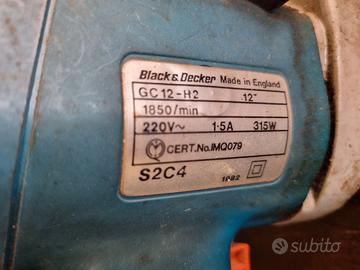 Black & Decker Made in England
GC12-H2 .12"
1850/min
220V~ 1·5A 315W
CERT.No.IMQ079
S2C4 1682
subito